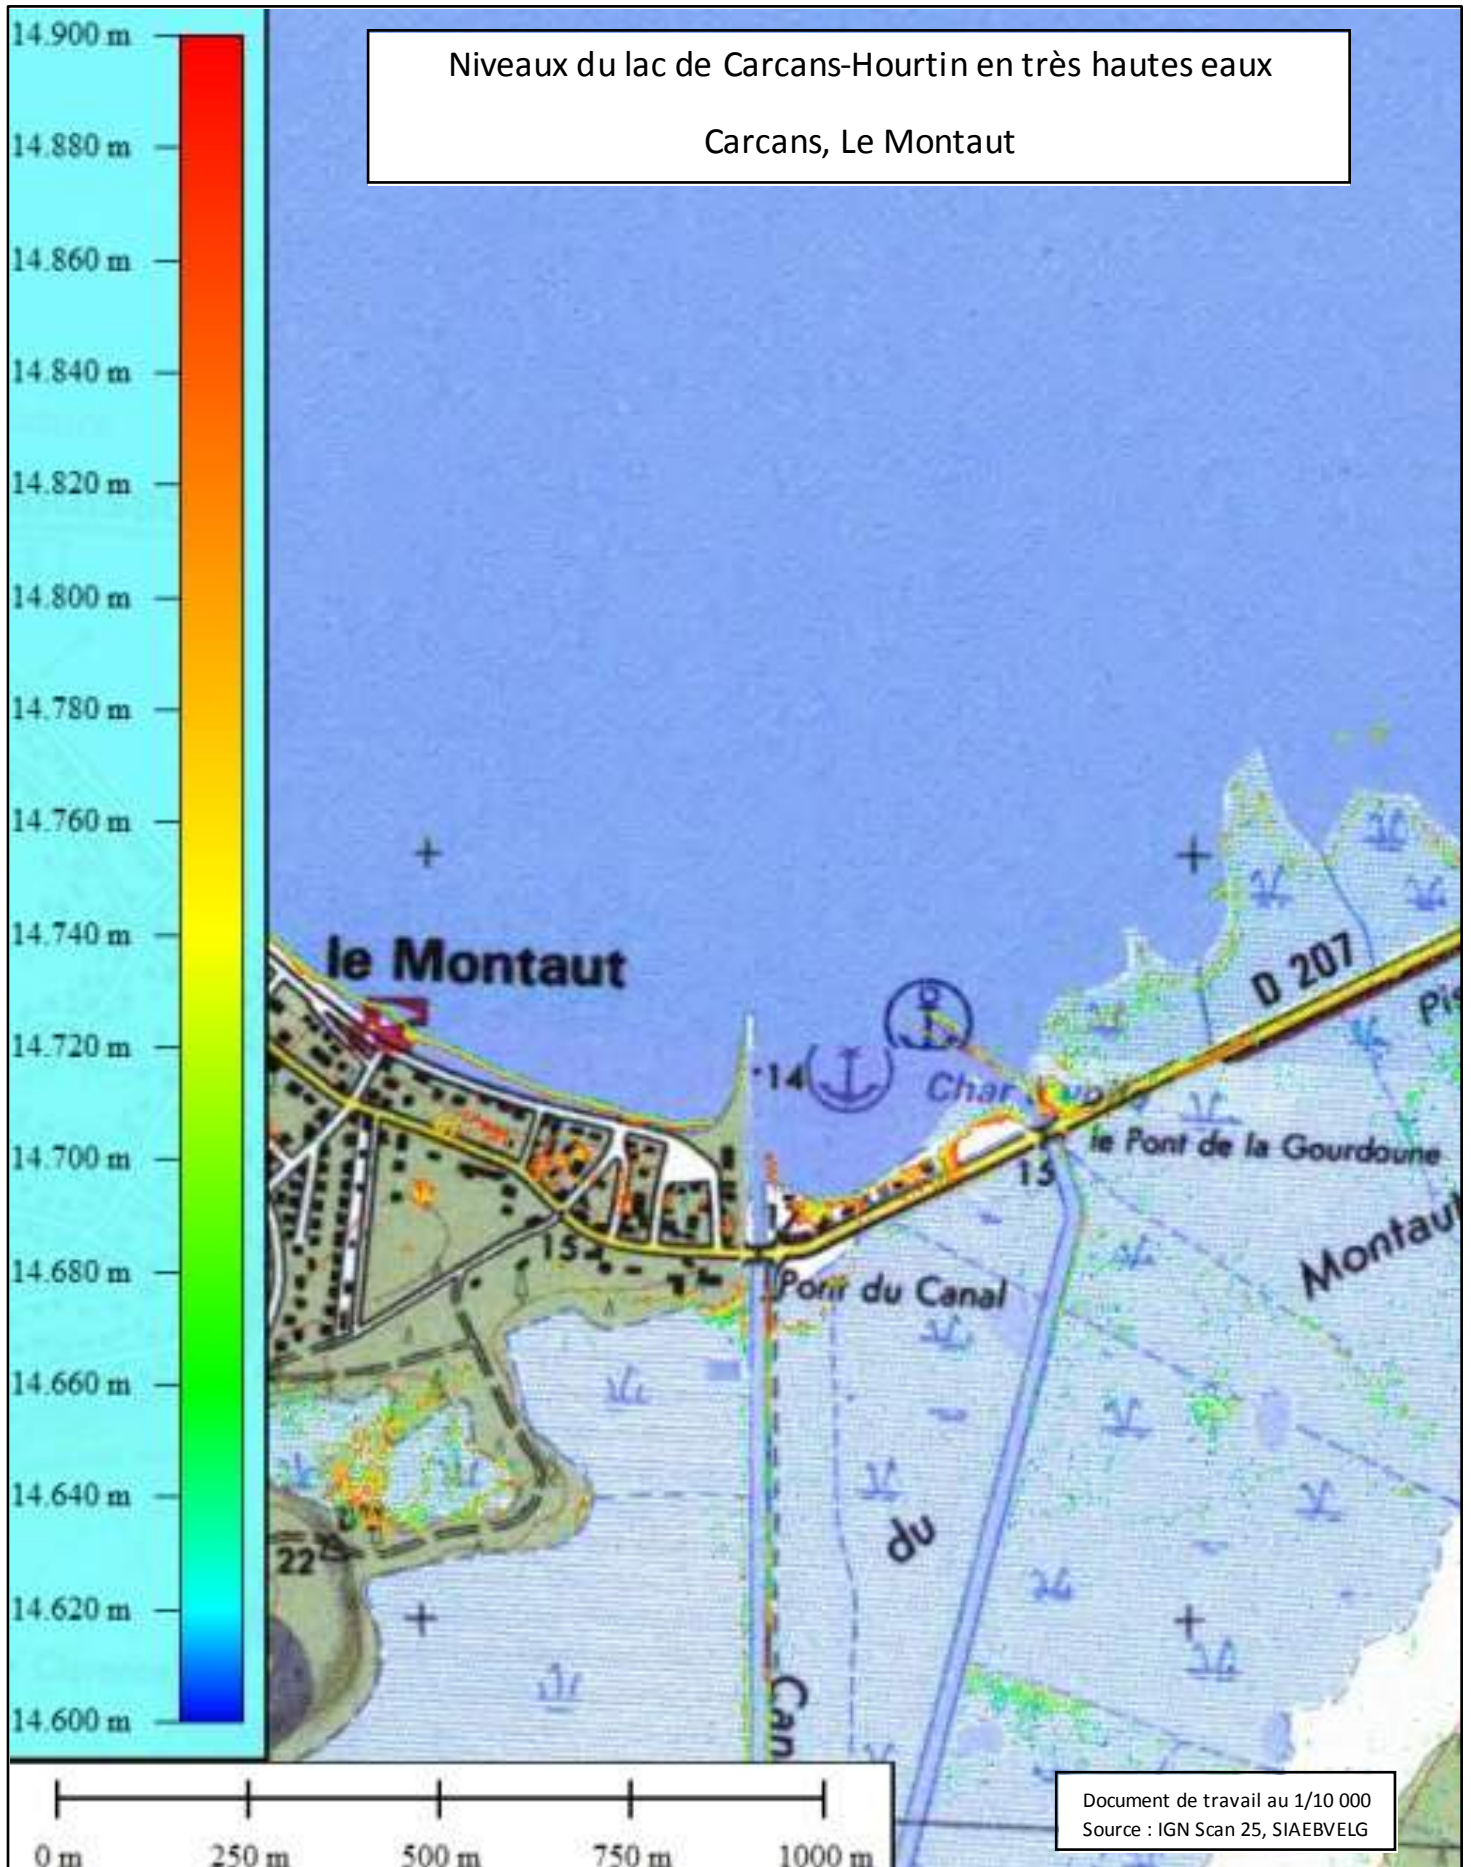 Niveaux du lac de Carcans-Hourtin en très hautes eaux
Carcans, Le Montaut
14.900 m
14.880 m
14.860 m
14.840 m
14.820 m
14.800 m
14.780 m
14.760 m
14.740 m
14.720 m
14.700 m
14.680 m
14.660 m
14.640 m
14.620 m
14.600 m
le Montaut
D 207
Pis
14
le Pont de la Gourdoune
15
15
Pont du Canal
Montaut
du
22
Can
0 m
250 m
500 m
750 m
1000 m
Document de travail au 1/10 000
Source : IGN Scan 25, SIAEBVELG